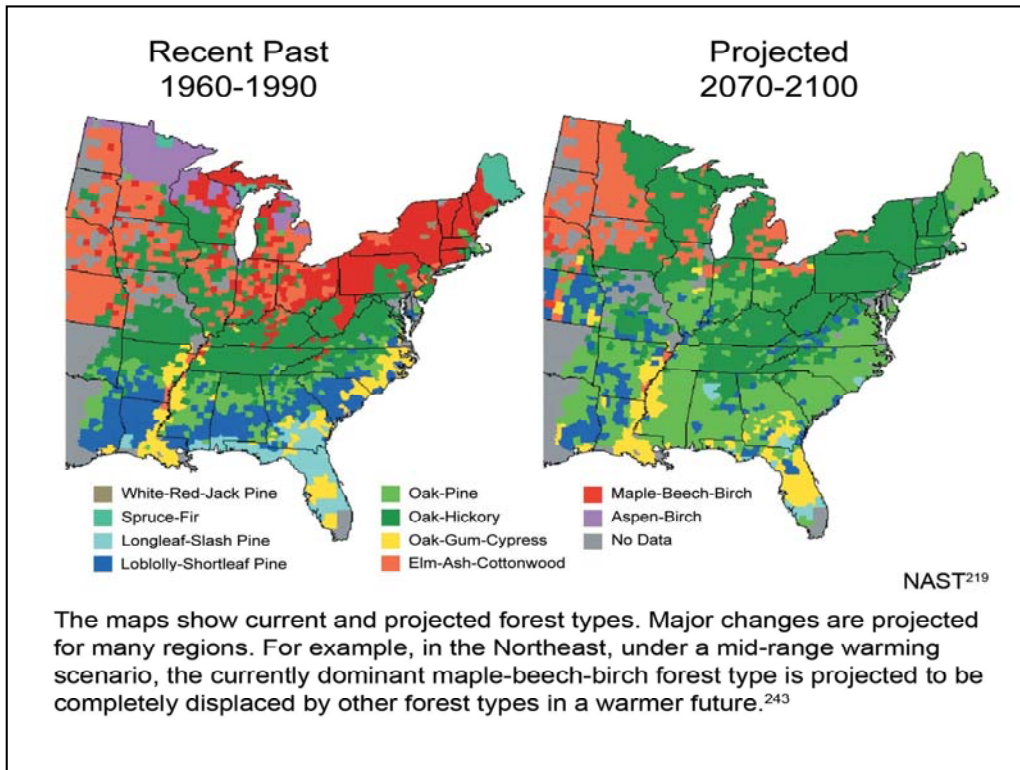 Recent Past
1960-1990
Projected
2070-2100
White-Red-Jack Pine
Spruce-Fir
Longleaf-Slash Pine
Loblolly-Shortleaf Pine
Oak-Pine
Oak-Hickory
Oak-Gum-Cypress
Elm-Ash-Cottonwood
Maple-Beech-Birch
Aspen-Birch
No Data
NAST219
The maps show current and projected forest types. Major changes are projected
for many regions. For example, in the Northeast, under a mid-range warming
scenario, the currently dominant maple-beech-birch forest type is projected to be
completely displaced by other forest types in a warmer future.243